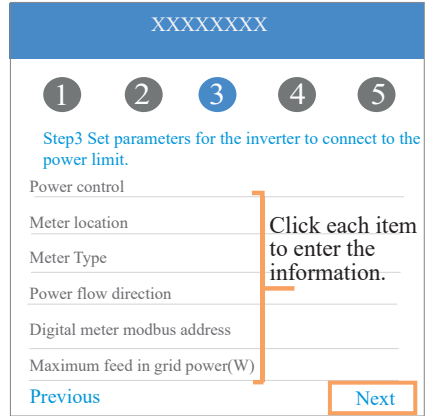 XXXXXXXX
1 2 3 4 5
Step3 Set parameters for the inverter to connect to the
power limit.
Power control
Meter location
Meter Type
Power flow direction
Digital meter modbus address
Maximum feed in grid power(W)
Click each item
to enter the
information.
Previous
Next